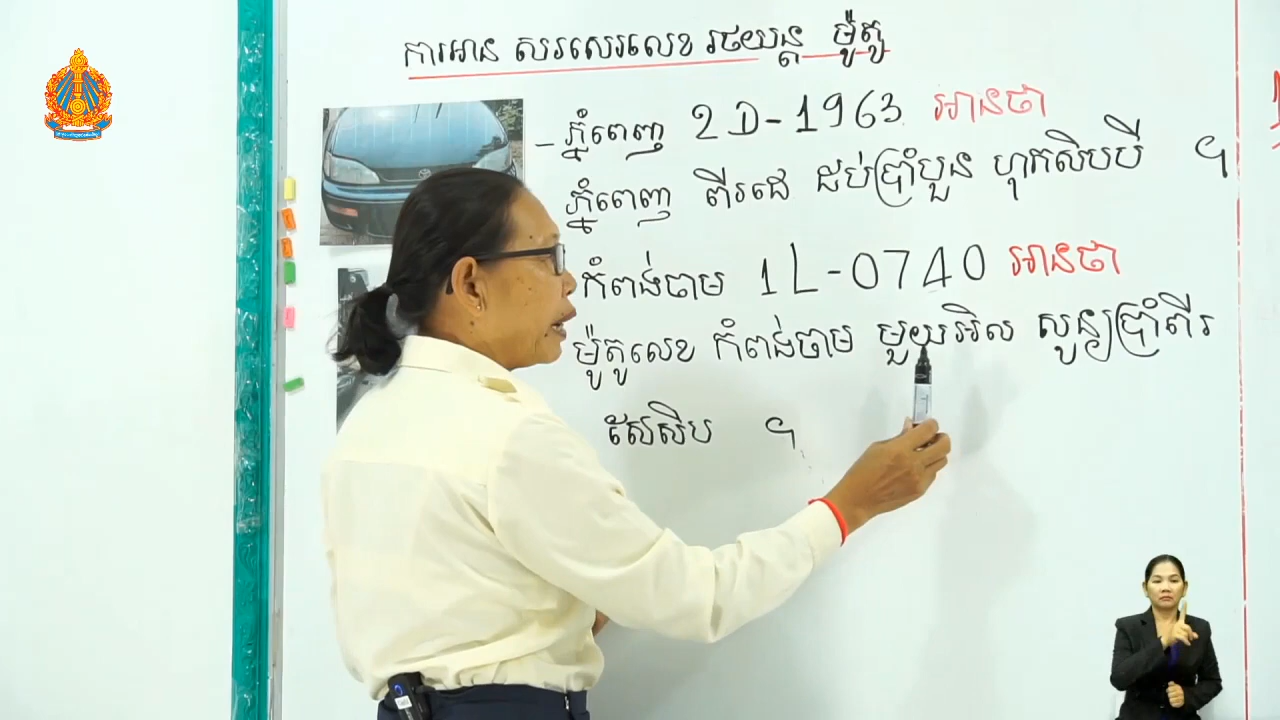 ការអាន សរសេរលេខ រថយន្ត ម៉ូតូ
- ភ្នំពេញ 2D-1963 អានថា
ភ្នំពេញ ពីរដេ ដប់ប្រាំបួន ហុកសិបបី ។
កំពង់ចាម 1L-0740 អានថា
ម៉ូតូលេខ កំពង់ចាម មួយអិល សូន្យប្រាំពីរ
សែសិប ។